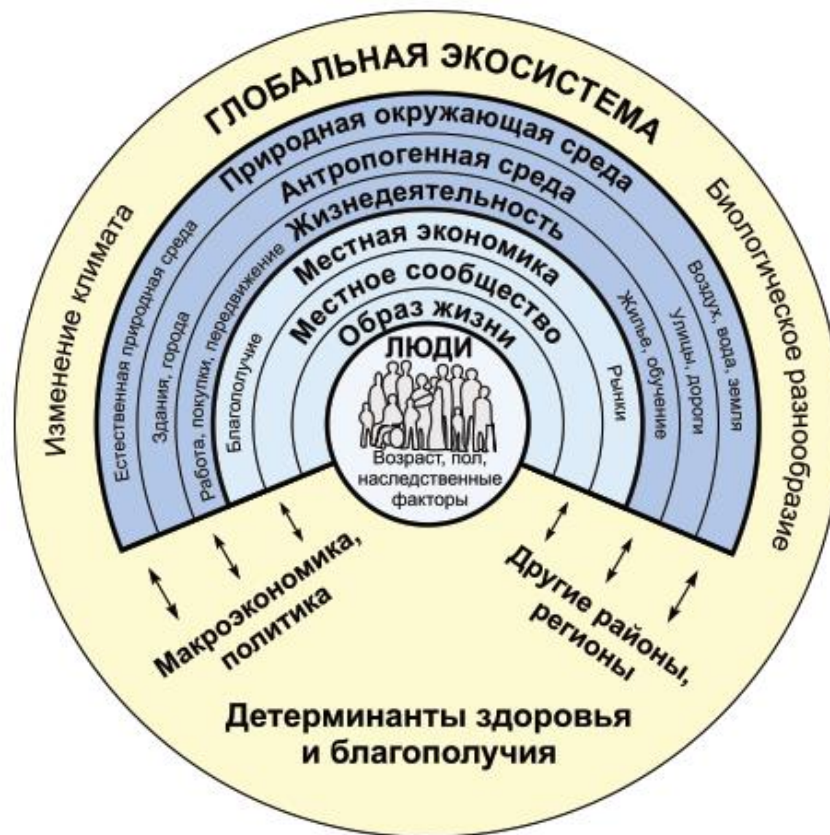 ГЛОБАЛЬНАЯ ЭКОСИСТЕМА
Изменение климата
Биологическое разнообразие
Природная окружающая среда
Естественная природная среда
Воздух, вода, земля
Антропогенная среда
Здания, города
Улицы, дороги
Жизнедеятельность
Работа, покупки, передвижение
Жилье, обучение
Местная экономика
Благополучие
Рынки
Местное сообщество
Образ жизни
ЛЮДИ
Возраст, пол,
наследственные
факторы
Макроэкономика,
политика
Другие районы,
регионы
Детерминанты здоровья
и благополучия